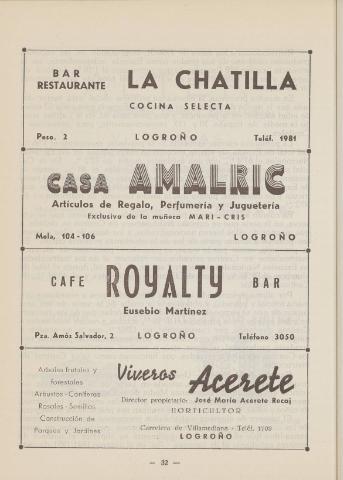 BAR
RESTAURANTE
LA CHATILLA
COCINA SELECTA
Peso, 2 LOGROÑO Teléf. 1981
CASA AMALRIC
Artículos de Regalo, Perfumería y Juguetería
Exclusiva de la muñeca MARI - CRIS
Mola, 104 - 106 LOGROÑO
CAFE ROYALTY BAR
Eusebio Martínez
Pza. Amós Salvador, 2 LOGROÑO Teléfono 3050
Arboles frutales y
forestales
Arbustos - Coníferas
Rosales - Semillas
Construcción de
Parques y Jardines
Viveros Acerete
Director propietario: José María Acerete Recaj
HORTICULTOR
Carretera de Villamediana - Teléf. 1709
LOGROÑO
— 32 —